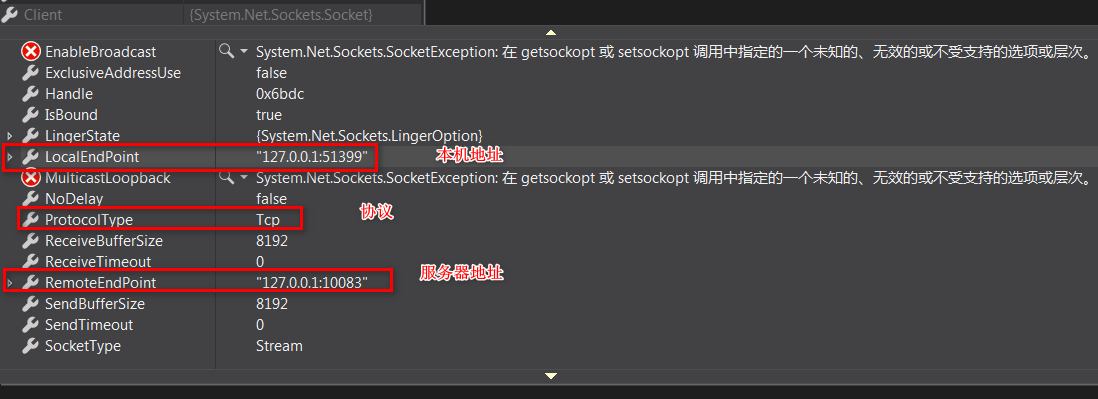 Client {System.Net.Sockets.Socket}
EnableBroadcast System.Net.Sockets.SocketException: 在 getsockopt 或 setsockopt 调用中指定的一个未知的、无效的或不受支持的选项或层次。
ExclusiveAddressUse false
Handle 0x6bdc
IsBound true
LingerState {System.Net.Sockets.LingerOption}
LocalEndPoint "127.0.0.1:51399" 本机地址
MulticastLoopback System.Net.Sockets.SocketException: 在 getsockopt 或 setsockopt 调用中指定的一个未知的、无效的或不受支持的选项或层次。
NoDelay false
ProtocolType Tcp 协议
ReceiveBufferSize 8192
ReceiveTimeout 0
RemoteEndPoint "127.0.0.1:10083" 服务器地址
SendBufferSize 8192
SendTimeout 0
SocketType Stream